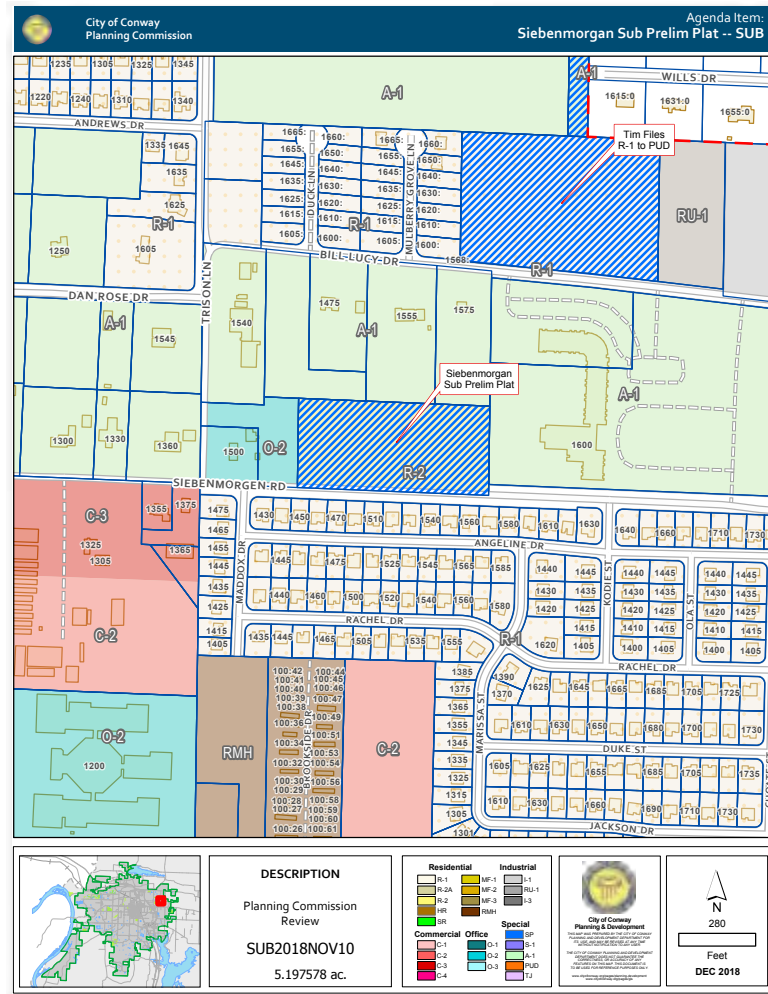 City of Conway
Planning Commission
Agenda Item:
Siebenmorgan Sub Prelim Plat -- SUB
A-1
A-1
WILLS DR
1615:0
1631:0
1655:0
Tim Files
R-1 to PUD
1235
1305
1325
1345
1220
1240
1310
1340
ANDREWS DR
1335
1645
1635
1625
R-1
1605
1250
DAN ROSE DR
TRISON LN
1665:
1655:
1645:
1635:
1625:
1615:
1605:
DUCK LN
1660:
1650:
1640:
1630:
1620:
1610:
1600:
R-1
1665:
1655:
1645:
1635:
1625:
1615:
1605:
MULBERRY GROVE LN
1660:
1650:
1640:
1630:
1620:
1610:
1600:
1568:
BILL LUCY DR
R-1
RU-1
A-1
1545
1540
1475
1555
1575
A-1
A-1
1600
Siebenmorgan
Sub Prelim Plat
1300
1330
1360
1500
O-2
R-2
SIEBENMORGEN RD
C-3
1355
1375
1325
1305
1365
C-2
1475
1465
1455
1445
1435
1425
1415
1405
MADDOX DR
1430
1450
1470
1510
1540
1560
1580
1610
1630
1640
1660
1710
1730
ANGELINE DR
1445
1475
1525
1545
1565
1585
1440
1460
1500
1520
1540
1560
1580
RACHEL DR
1435
1445
1465
1505
1535
1555
R-1
1440
1445
1430
1435
1420
1425
1415
1405
1620
KODIE ST
1440
1445
1430
1435
1420
1425
1410
1415
1400
1405
OLA ST
1440
1445
1430
1435
1420
1425
1410
1415
1400
1405
RACHEL DR
O-2
1200
RMH
100:42
100:41
100:40
100:39
100:38
100:36
100:34
100:32
100:30
100:29
100:28
100:27
100:26
BROOKSIDE DR
100:44
100:45
100:46
100:47
100:49
100:51
100:53
100:54
100:56
100:58
100:59
100:60
100:61
C-2
1385
1375
1365
1355
1345
1335
1325
1315
1305
1301
MARISSA ST
1390
1370
1625
1645
1665
1685
1705
1725
1610
1630
1650
1680
1700
1730
DUKE ST
1605
1625
1655
1685
1705
1735
1610
1630
1660
1690
1710
1730
JACKSON DR
DESCRIPTION
Planning Commission
Review
SUB2018NOV10
5.197578 ac.
Residential
R-1
R-2A
R-2
HR
SR
MF-1
MF-2
MF-3
RMH
Industrial
I-1
RU-1
I-3
Commercial
C-1
C-2
C-3
C-4
Office
O-1
O-2
O-3
Special
SP
S-1
A-1
PUD
TJ
City of Conway
Planning & Development
N
280
Feet
DEC 2018